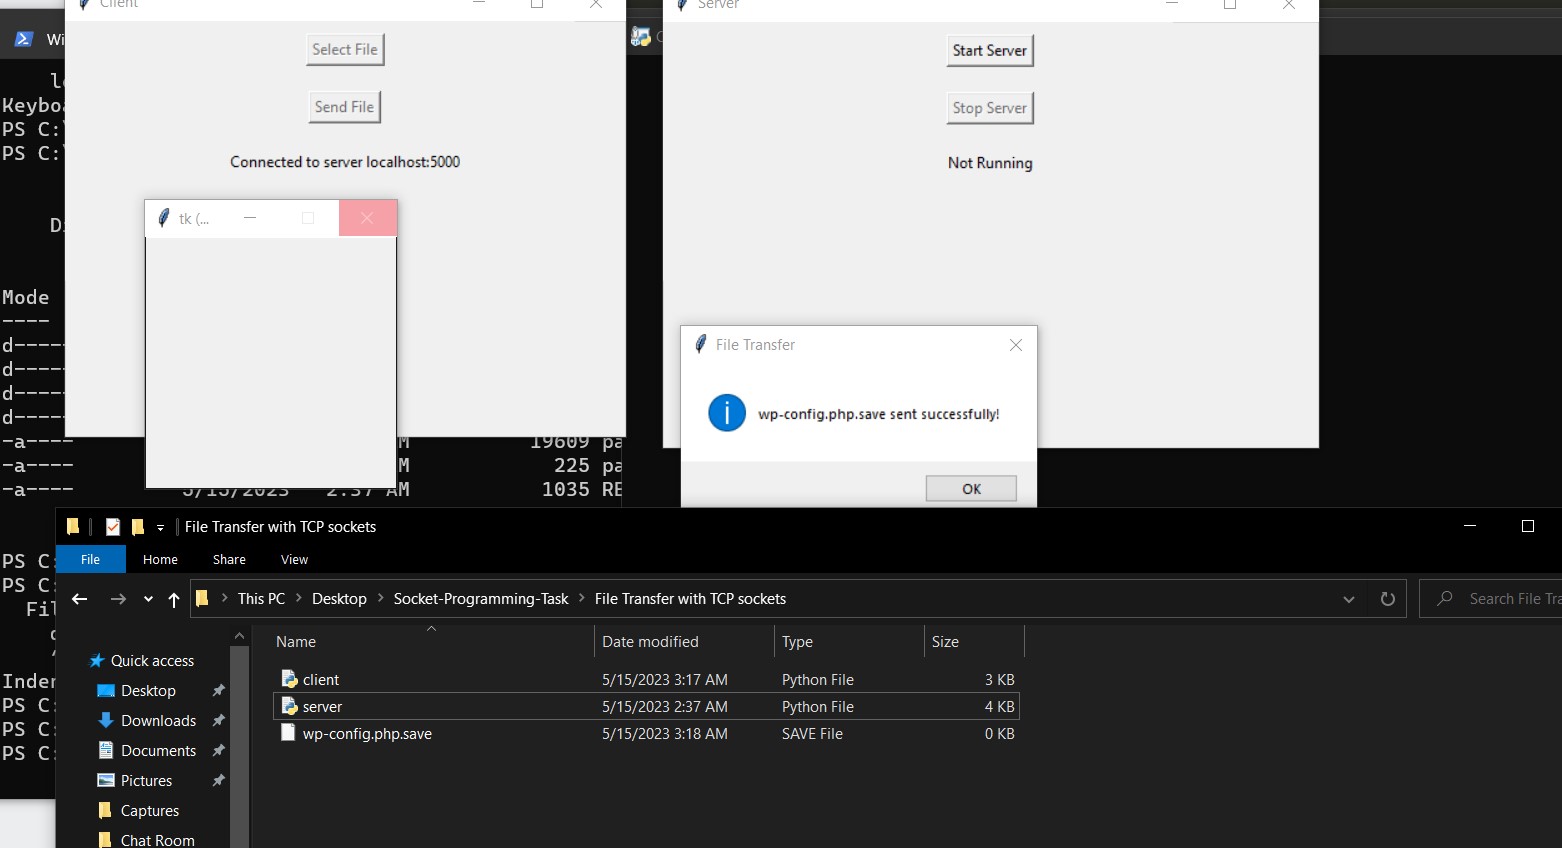 Client
Server
Wi
Select File
Start Server
Send File
Stop Server
Connected to server localhost:5000
Not Running
Keyboa
PS C:\
PS C:\
tk (...
Mode
----
d-----
d-----
d-----
d-----
-a---- M 19609 pa
-a---- M 225 pa
-a---- 5/15/2023 2:37 AM 1035 RE
File Transfer
wp-config.php.save sent successfully!
OK
PS C:
PS C:
Fil
Inden
PS C:
PS C:
PS C:
File Transfer with TCP sockets
File Home Share View
This PC > Desktop > Socket-Programming-Task > File Transfer with TCP sockets
Search File Tra
Name Date modified Type Size
client 5/15/2023 3:17 AM Python File 3 KB
server 5/15/2023 2:37 AM Python File 4 KB
wp-config.php.save 5/15/2023 3:18 AM SAVE File 0 KB
Quick access
Desktop
Downloads
Documents
Pictures
Captures
Chat Room